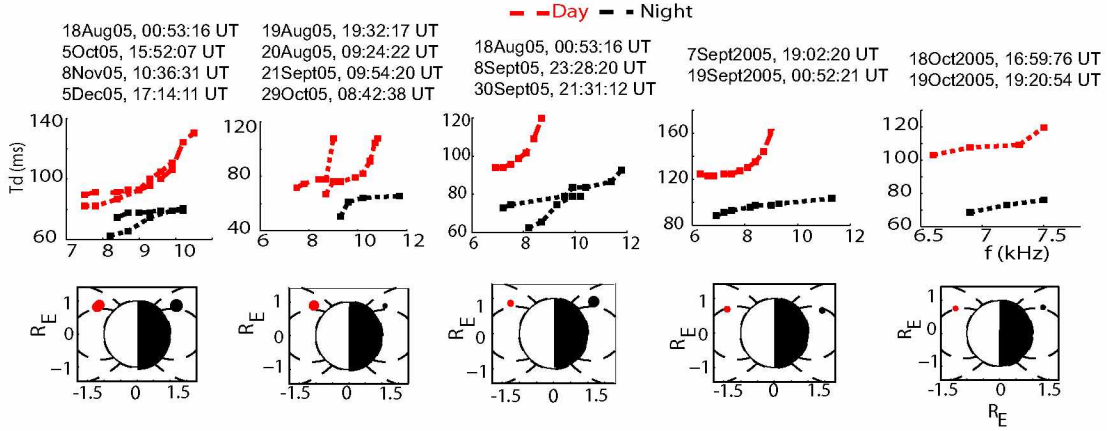 Day Night
18Aug05, 00:53:16 UT
5Oct05, 15:52:07 UT
8Nov05, 10:36:31 UT
5Dec05, 17:14:11 UT
19Aug05, 19:32:17 UT
20Aug05, 09:24:22 UT
21Sept05, 09:54:20 UT
29Oct05, 08:42:38 UT
18Aug05, 00:53:16 UT
8Sept05, 23:28:20 UT
30Sept05, 21:31:12 UT
7Sept2005, 19:02:20 UT
19Sept2005, 00:52:21 UT
18Oct2005, 16:59:76 UT
19Oct2005, 19:20:54 UT
Td (ms)
140
100
60
7 8 9 10
120
80
40
6 8 10 12
120
100
80
60
6 8 10 12
160
120
80
6 8 10 12
120
100
80
60
6.6 7 7.5
f (kHz)
R_E
1
0
-1
-1.5 0 1.5
R_E
1
0
-1
-1.5 0 1.5
R_E
1
0
-1
-1.5 0 1.5
R_E
1
0
-1
-1.5 0 1.5
R_E
1
0
-1
-1.5 0 1.5
R_E